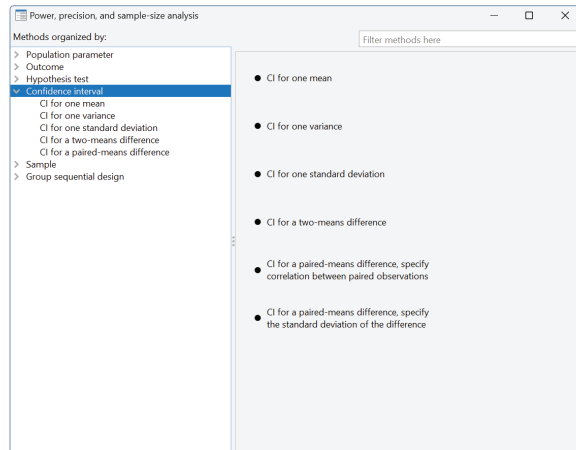 Power, precision, and sample-size analysis
Methods organized by:
Filter methods here
Population parameter
Outcome
Hypothesis test
Confidence interval
CI for one mean
CI for one variance
CI for one standard deviation
CI for a two-means difference
CI for a paired-means difference
Sample
Group sequential design
CI for one mean
CI for one variance
CI for one standard deviation
CI for a two-means difference
CI for a paired-means difference, specify
correlation between paired observations
CI for a paired-means difference, specify
the standard deviation of the difference